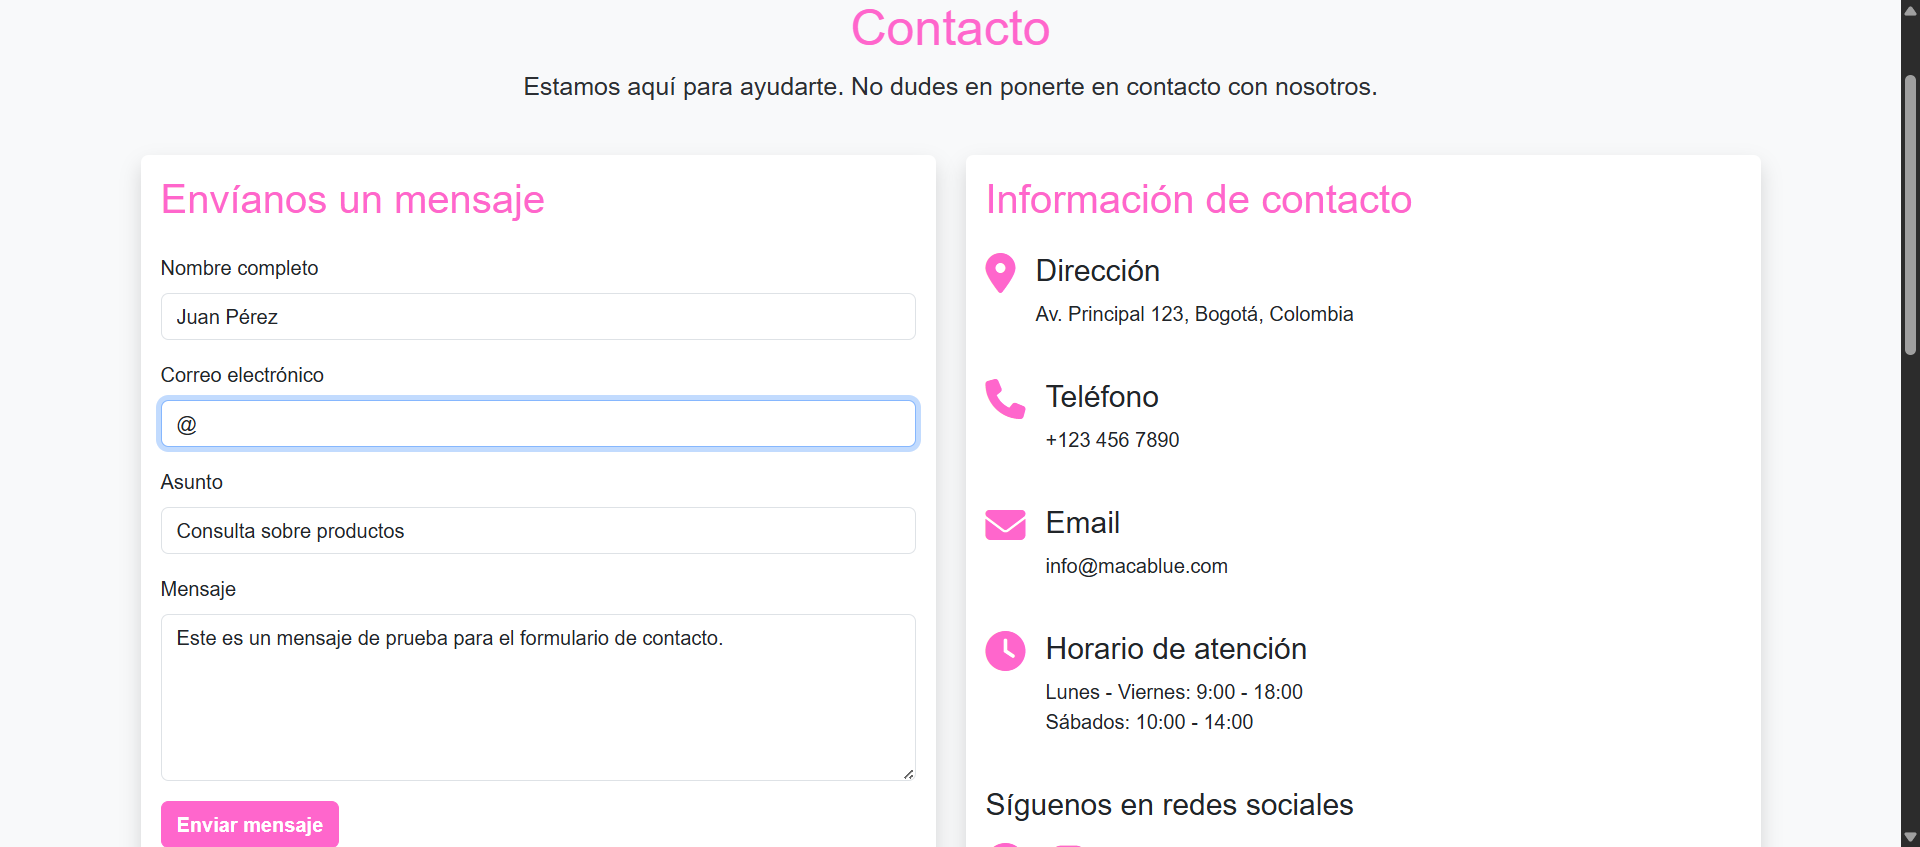 Contacto
Estamos aquí para ayudarte. No dudes en ponerte en contacto con nosotros.
Envíanos un mensaje
Nombre completo
Juan Pérez
Correo electrónico
@
Asunto
Consulta sobre productos
Mensaje
Este es un mensaje de prueba para el formulario de contacto.
Enviar mensaje
Información de contacto
Dirección
Av. Principal 123, Bogotá, Colombia
Teléfono
+123 456 7890
Email
info@macablue.com
Horario de atención
Lunes - Viernes: 9:00 - 18:00
Sábados: 10:00 - 14:00
Síguenos en redes sociales